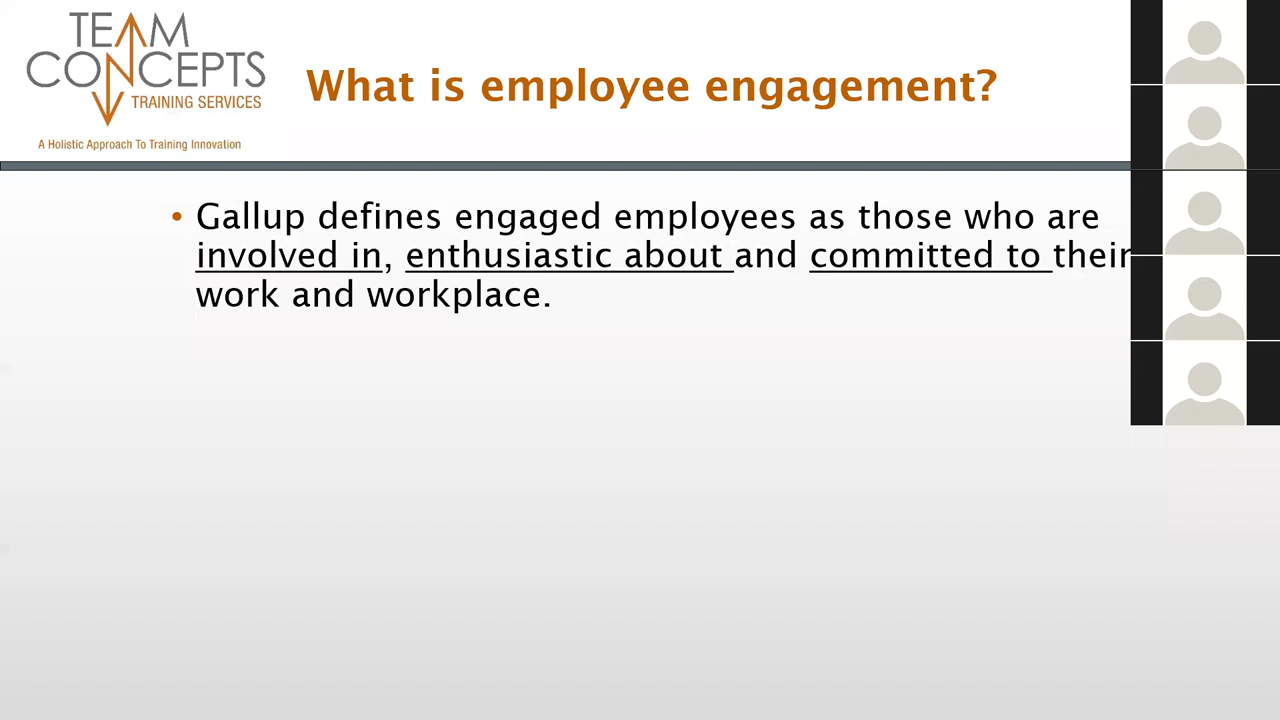 TEAM
CONCEPTS
TRAINING SERVICES
A Holistic Approach To Training Innovation
What is employee engagement?
• Gallup defines engaged employees as those who are
involved in, enthusiastic about and committed to their
work and workplace.